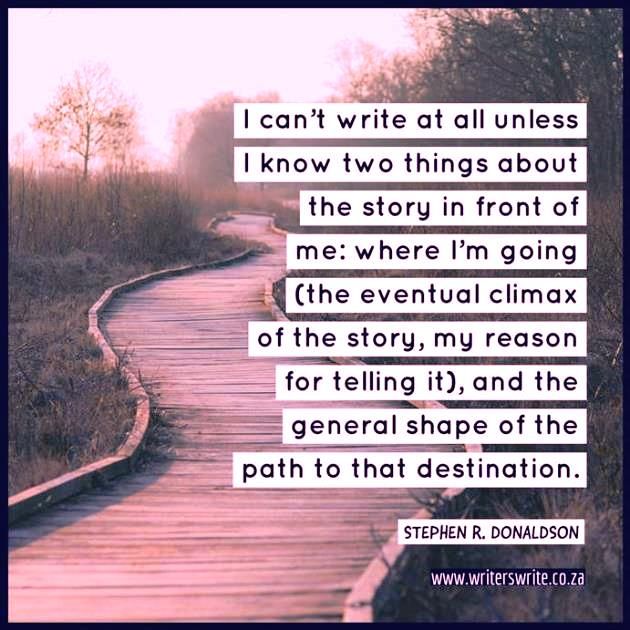 I can’t write at all unless
I know two things about
the story in front of
me: where I’m going
(the eventual climax
of the story, my reason
for telling it), and the
general shape of the
path to that destination.
STEPHEN R. DONALDSON
www.writerswrite.co.za